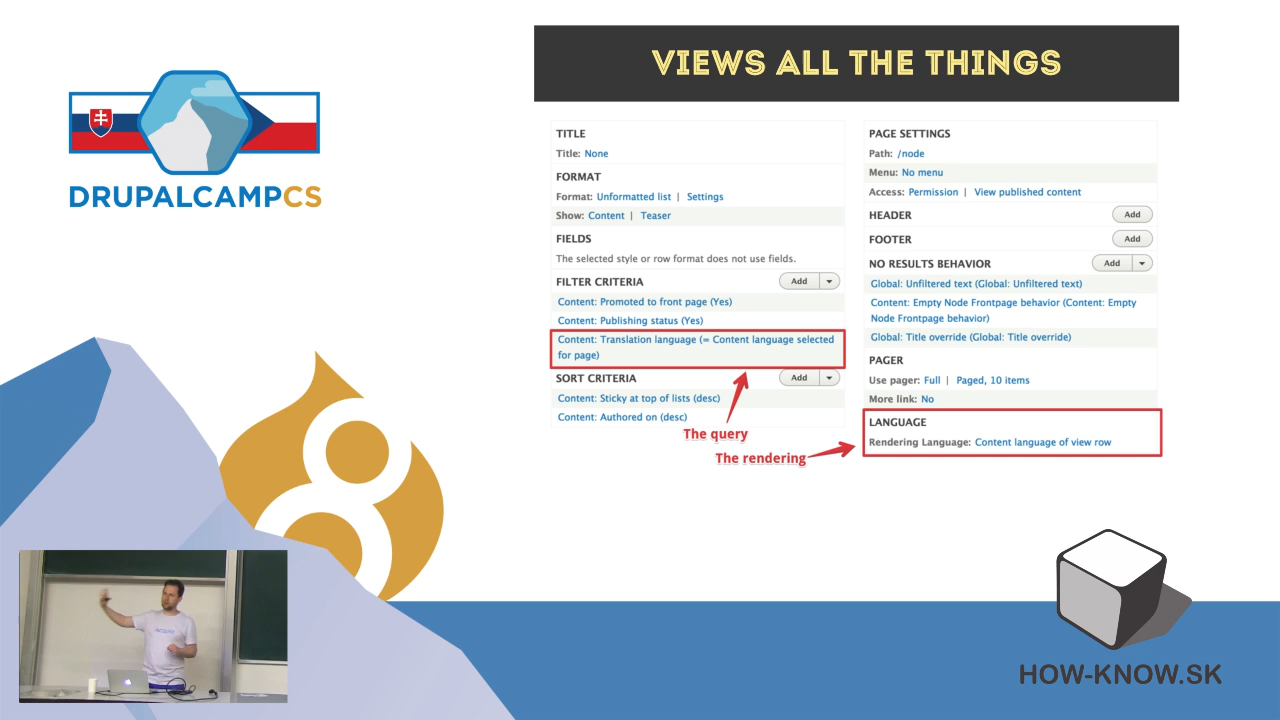 VIEWS ALL THE THINGS
DRUPALCAMPCS
TITLE
Title: None
FORMAT
Format: Unformatted list | Settings
Show: Content | Teaser
FIELDS
The selected style or row format does not use fields.
FILTER CRITERIA Add
Content: Promoted to front page (Yes)
Content: Publishing status (Yes)
Content: Translation language (= Content language selected
for page)
SORT CRITERIA Add
Content: Sticky at top of lists (desc)
Content: Authored on (desc)
The query
The rendering
PAGE SETTINGS
Path: /node
Menu: No menu
Access: Permission | View published content
HEADER Add
FOOTER Add
NO RESULTS BEHAVIOR Add
Global: Unfiltered text (Global: Unfiltered text)
Content: Empty Node Frontpage behavior (Content: Empty
Node Frontpage behavior)
Global: Title override (Global: Title override)
PAGER
Use pager: Full | Paged, 10 items
More link: No
LANGUAGE
Rendering Language: Content language of view row
HOW-KNOW.SK